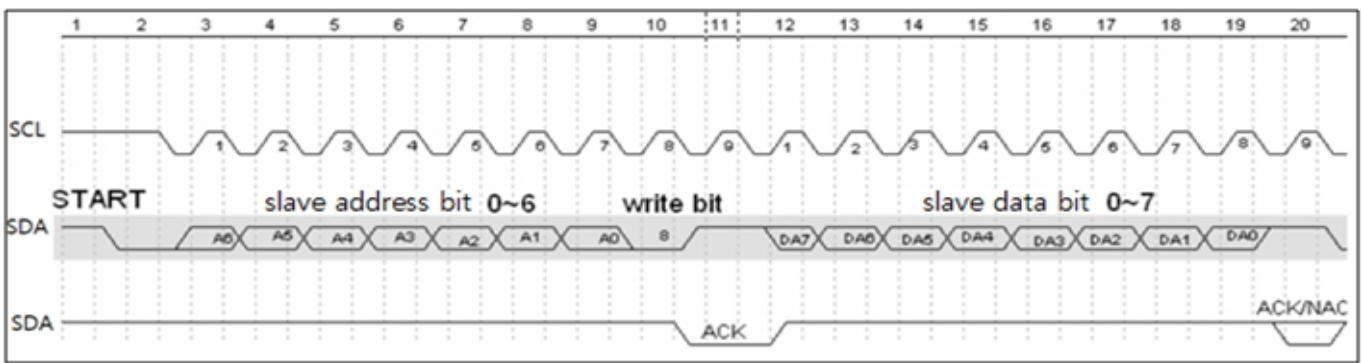 1 2 3 4 5 6 7 8 9 10 11 12 13 14 15 16 17 18 19 20
SCL
1 2 3 4 5 6 7 8 9 1 2 3 4 5 6 7 8 9
START slave address bit 0~6 write bit slave data bit 0~7
SDA
A6 A5 A4 A3 A2 A1 A0 8 DA7 DA6 DA5 DA4 DA3 DA2 DA1 DA0
ACK/NAC
SDA
ACK